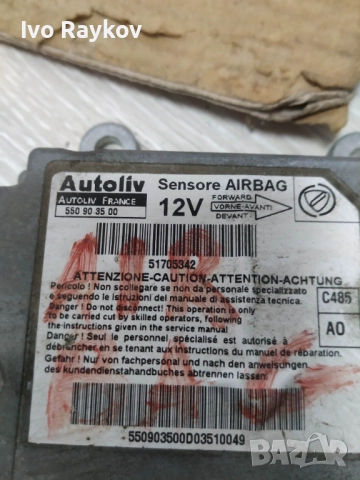 Ivo Raykov
Autoliv
AUTOLIV FRANCE
550 90 35 00
Sensore AIRBAG
12V
FORWARD
VORNE-AVANTI
DEVANT
51705342
ATTENZIONE-CAUTION-ATTENTION-ACHTUNG
Pericolo ! Non scollegare se non da personale specializzato
e seguendo le istruzioni del manuale di assistenza tecnica.
Danger ! Do not disconnect! This operation is only
to be carried out by skilled operators, following
the instructions given in the service manual
Danger ! Seul le personnel spécialisé est autorisé à
débrancher en se tenant aux instructions du manuel de réparation.
Gefahr ! Nur von fachpersonal und nach den anweisungen
des kundendiensthandbuches abtrennen lassen.
C485
A0
550903500D03510049
BAZAR
bg